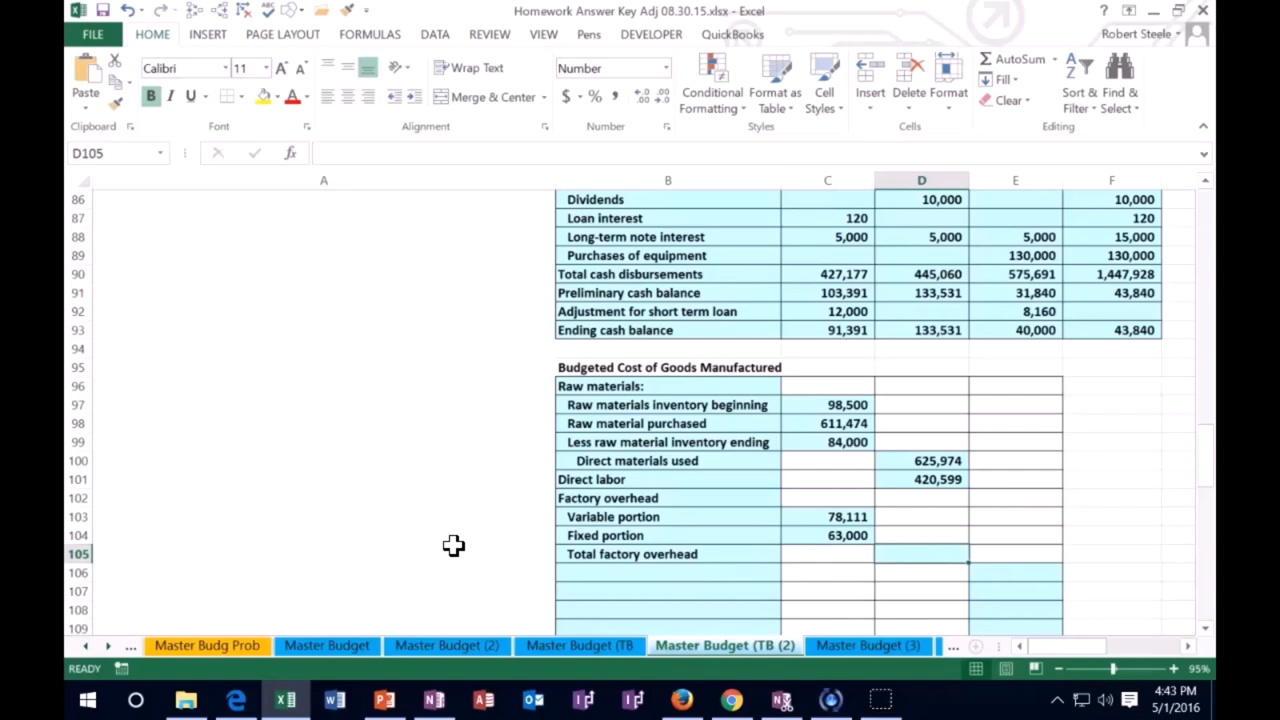 Homework Answer Key Adj 08.30.15.xlsx - Excel
?
FILE HOME INSERT PAGE LAYOUT FORMULAS DATA REVIEW VIEW Pens DEVELOPER QuickBooks Robert Steele
Calibri 11 Wrap Text Number AutoSum
Paste B I U A Merge & Center $ % Conditional Formatting Format as Table Cell Styles Insert Delete Format Fill Clear Sort & Filter Find & Select
Clipboard Font Alignment Number Styles Cells Editing
D105 fx
A B C D E F
86 Dividends 10,000 10,000
87 Loan interest 120 120
88 Long-term note interest 5,000 5,000 5,000 15,000
89 Purchases of equipment 130,000 130,000
90 Total cash disbursements 427,177 445,060 575,691 1,447,928
91 Preliminary cash balance 103,391 133,531 31,840 43,840
92 Adjustment for short term loan 12,000 8,160
93 Ending cash balance 91,391 133,531 40,000 43,840
94
95 Budgeted Cost of Goods Manufactured
96 Raw materials:
97 Raw materials inventory beginning 98,500
98 Raw material purchased 611,474
99 Less raw material inventory ending 84,000
100 Direct materials used 625,974
101 Direct labor 420,599
102 Factory overhead
103 Variable portion 78,111
104 Fixed portion 63,000
105 Total factory overhead
106
107
108
109
... Master Budg Prob Master Budget Master Budget (2) Master Budget (TB Master Budget (TB (2) Master Budget (3) ...
READY 95%
4:43 PM
5/1/2016